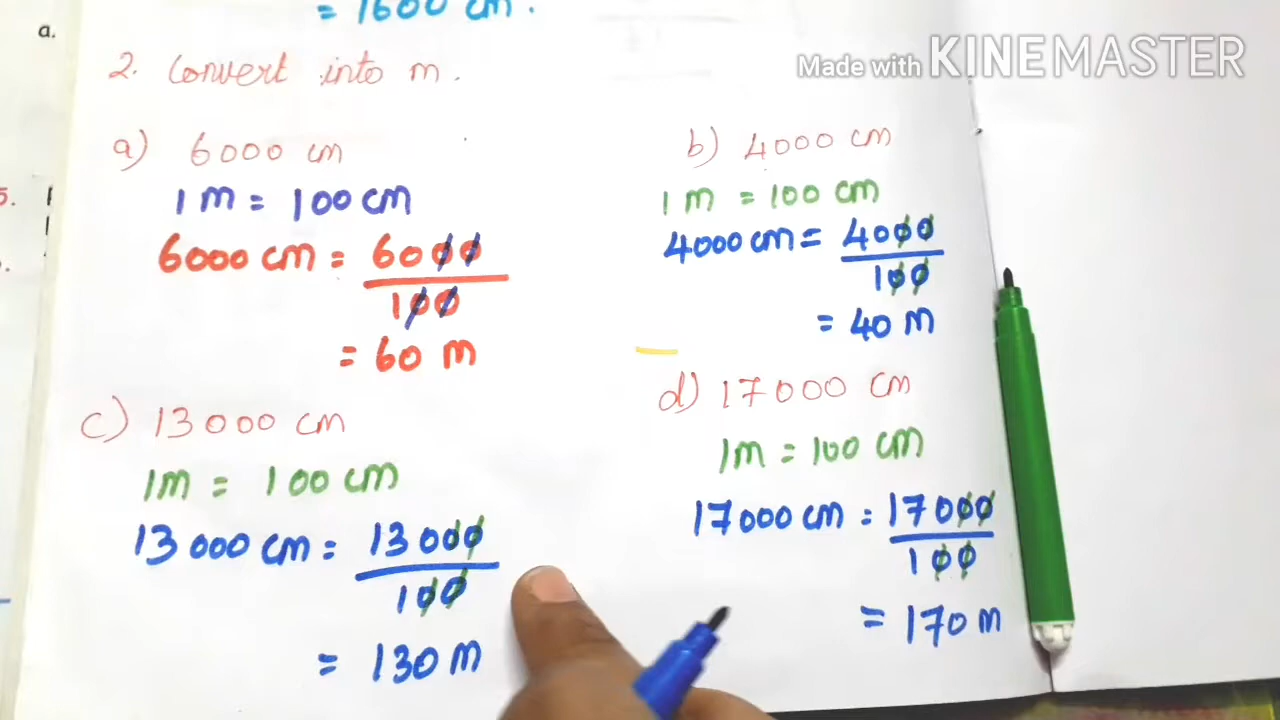 = 1600 cm.
a.
2. Convert into m.
Made with KINEMASTER
a) 6000 cm
1 m = 100 cm
6000 cm = 6000
100
= 60 m
b) 4000 cm
1 m = 100 cm
4000 cm = 4000
100
= 40 m
5.
c) 13000 cm
1m = 100 cm
13000 cm = 13000
100
= 130 m
d) 17000 cm
1m = 100 cm
17000 cm = 17000
100
= 170 m